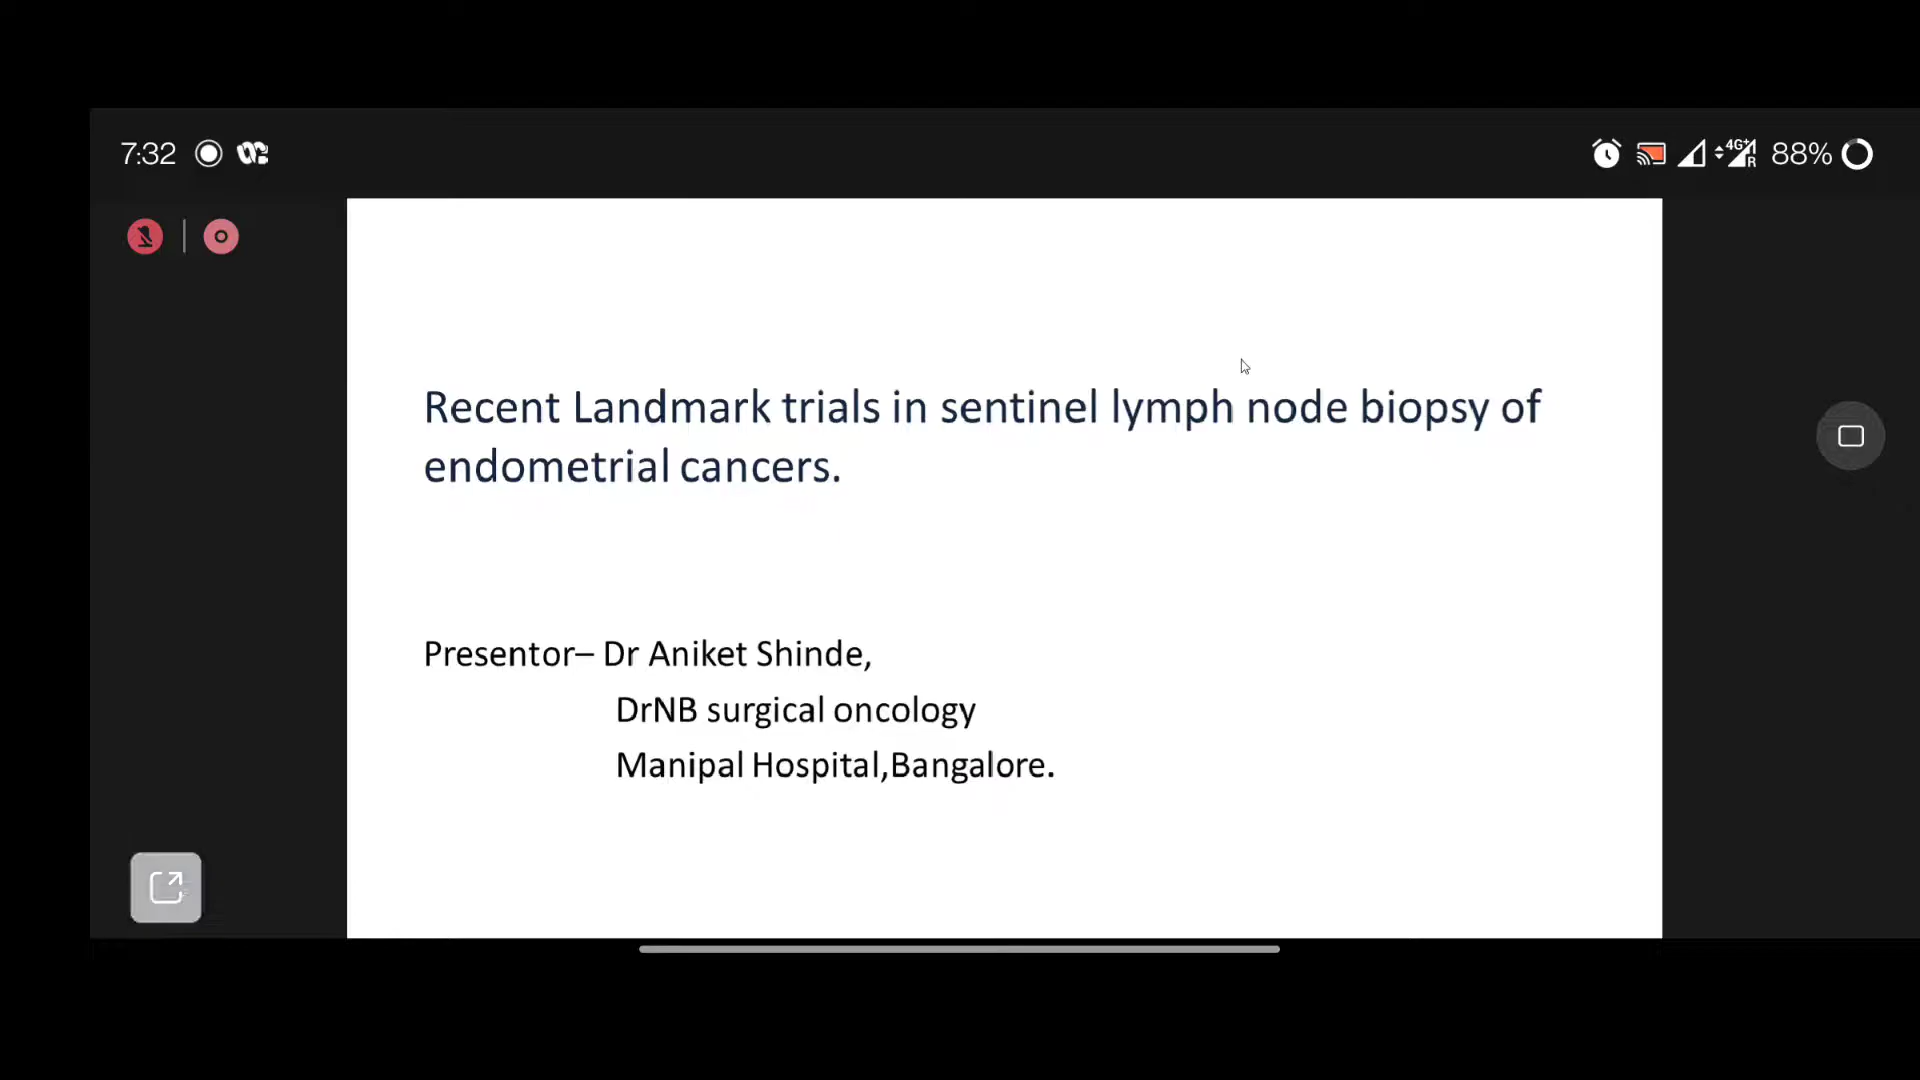 7:32
4G+ R 88%
Recent Landmark trials in sentinel lymph node biopsy of
endometrial cancers.
Presentor– Dr Aniket Shinde,
DrNB surgical oncology
Manipal Hospital,Bangalore.